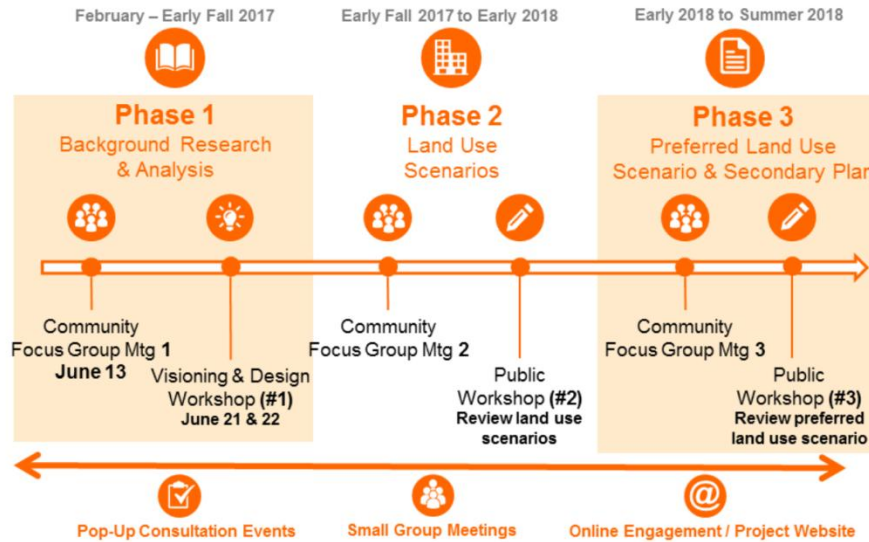 February – Early Fall 2017
Early Fall 2017 to Early 2018
Early 2018 to Summer 2018
Phase 1
Background Research
& Analysis
Phase 2
Land Use
Scenarios
Phase 3
Preferred Land Use
Scenario & Secondary Plan
Community
Focus Group Mtg 1
June 13
Visioning & Design
Workshop (#1)
June 21 & 22
Community
Focus Group Mtg 2
Public
Workshop (#2)
Review land use
scenarios
Community
Focus Group Mtg 3
Public
Workshop (#3)
Review preferred
land use scenario
@
Pop-Up Consultation Events
Small Group Meetings
Online Engagement / Project Website